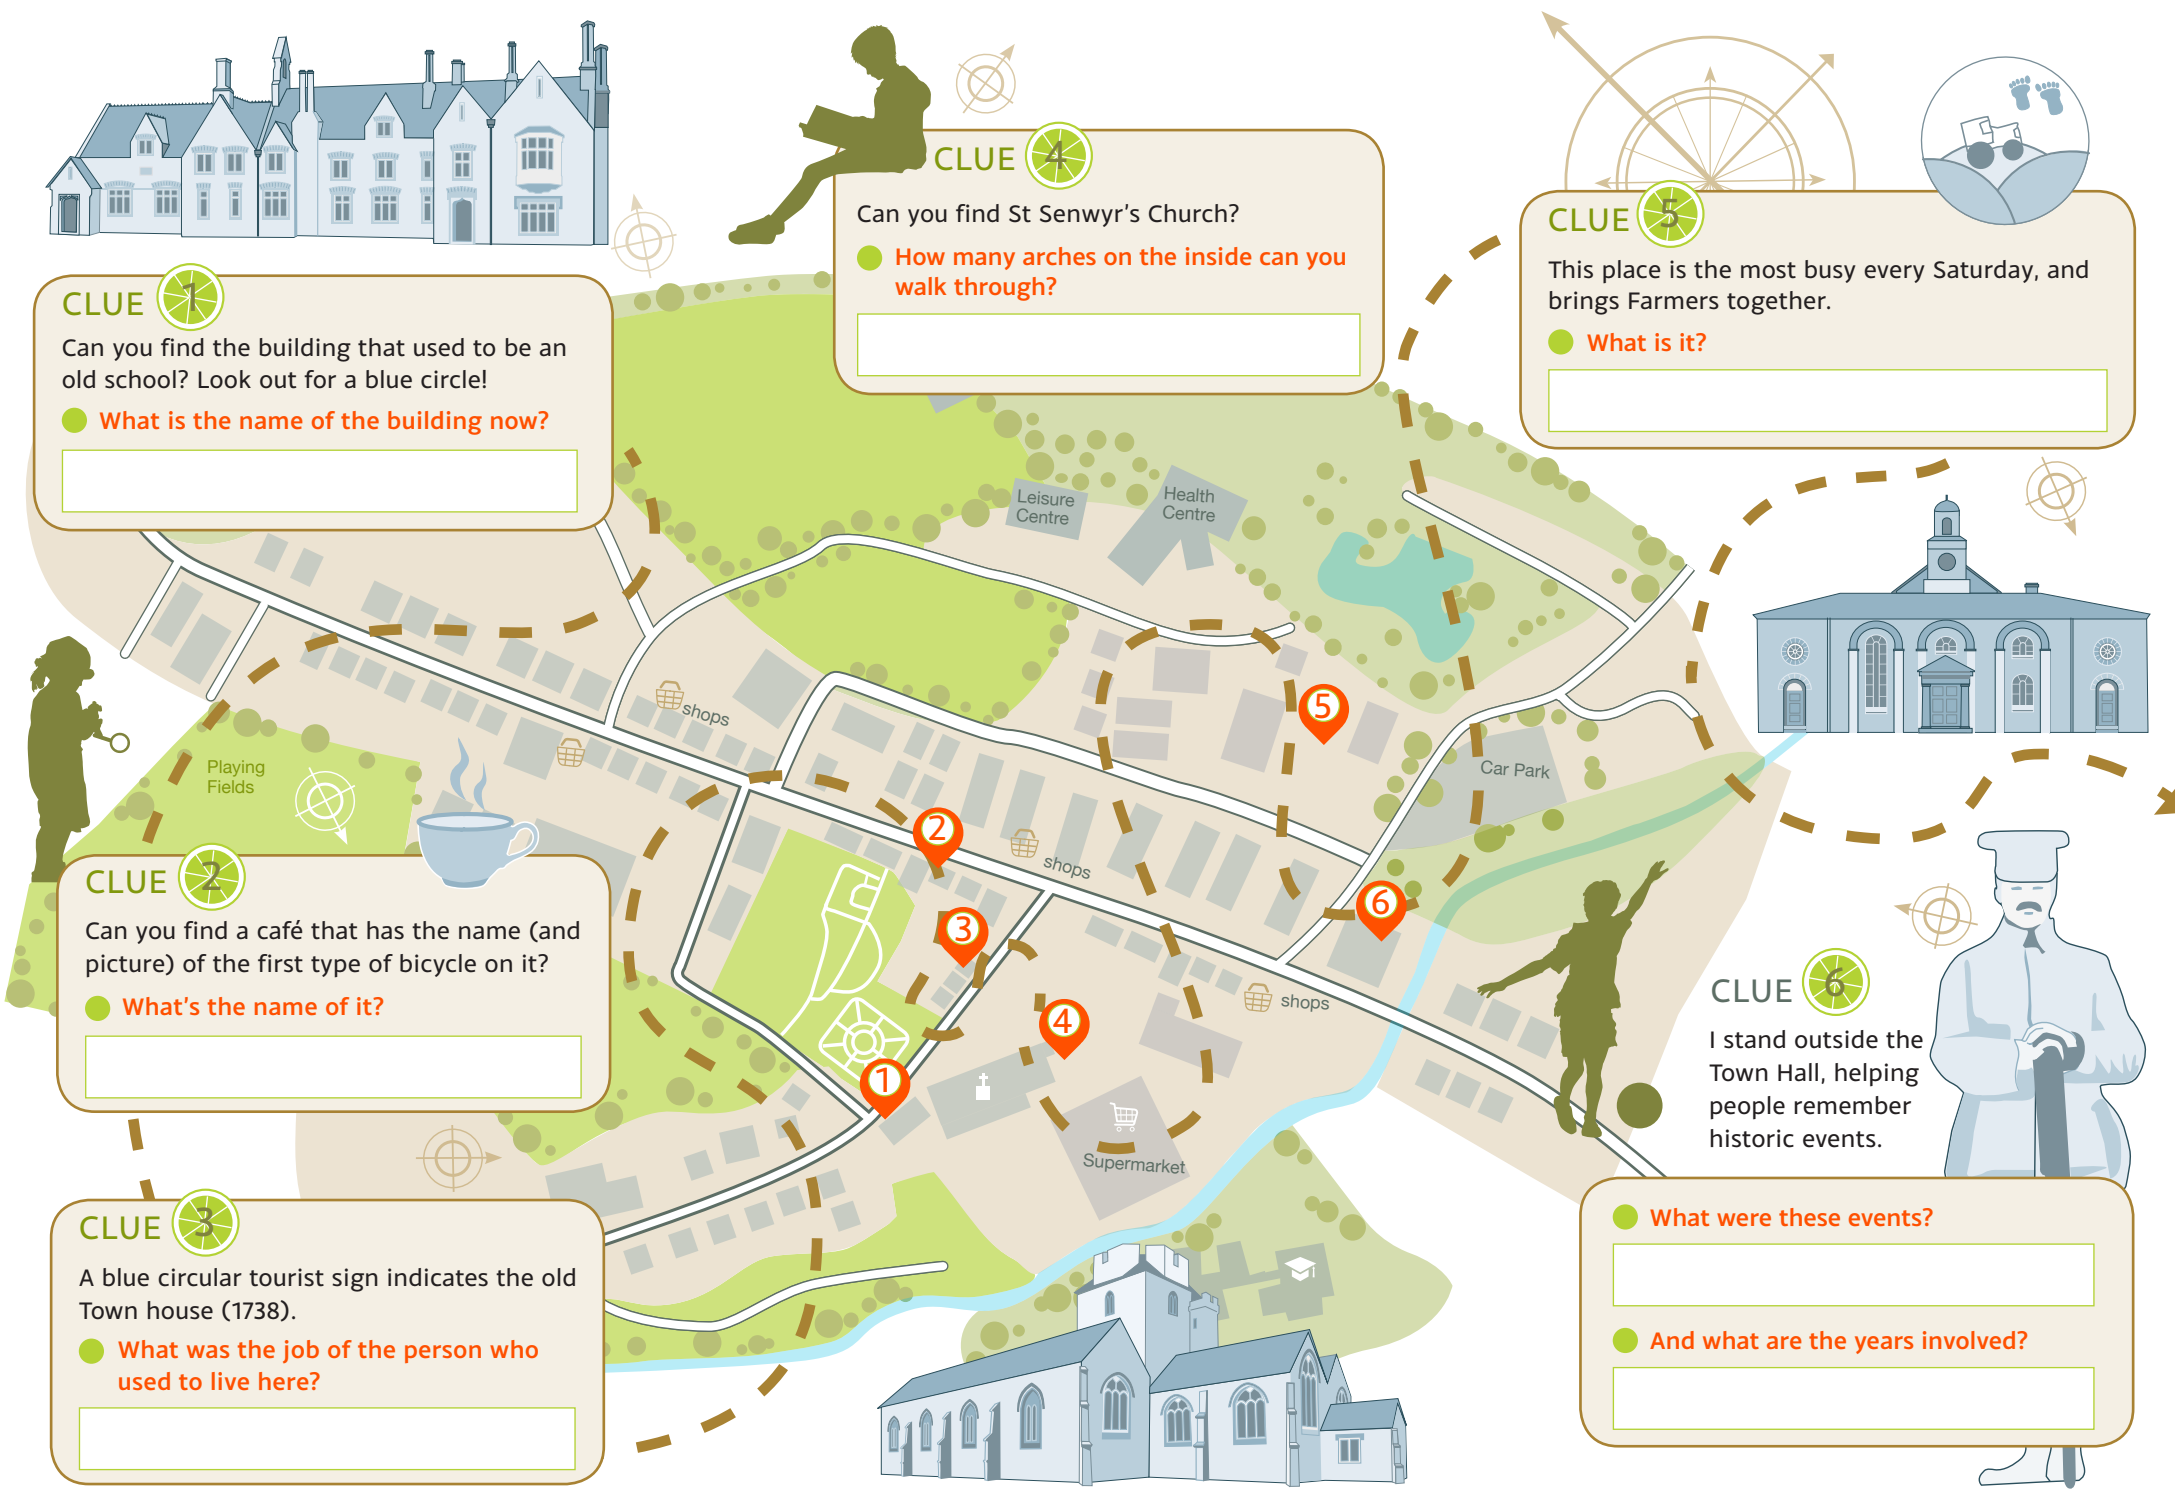 CLUE 1
Can you find the building that used to be an
old school? Look out for a blue circle!
What is the name of the building now?
CLUE 2
Can you find a café that has the name (and
picture) of the first type of bicycle on it?
What's the name of it?
CLUE 3
A blue circular tourist sign indicates the old
Town house (1738).
What was the job of the person who
used to live here?
CLUE 4
Can you find St Senwyr's Church?
How many arches on the inside can you
walk through?
CLUE 5
This place is the most busy every Saturday, and
brings Farmers together.
What is it?
CLUE 6
I stand outside the
Town Hall, helping
people remember
historic events.
What were these events?
And what are the years involved?
Leisure
Centre
Health
Centre
shops
Playing
Fields
shops
Car Park
shops
Supermarket
1
2
3
4
5
6